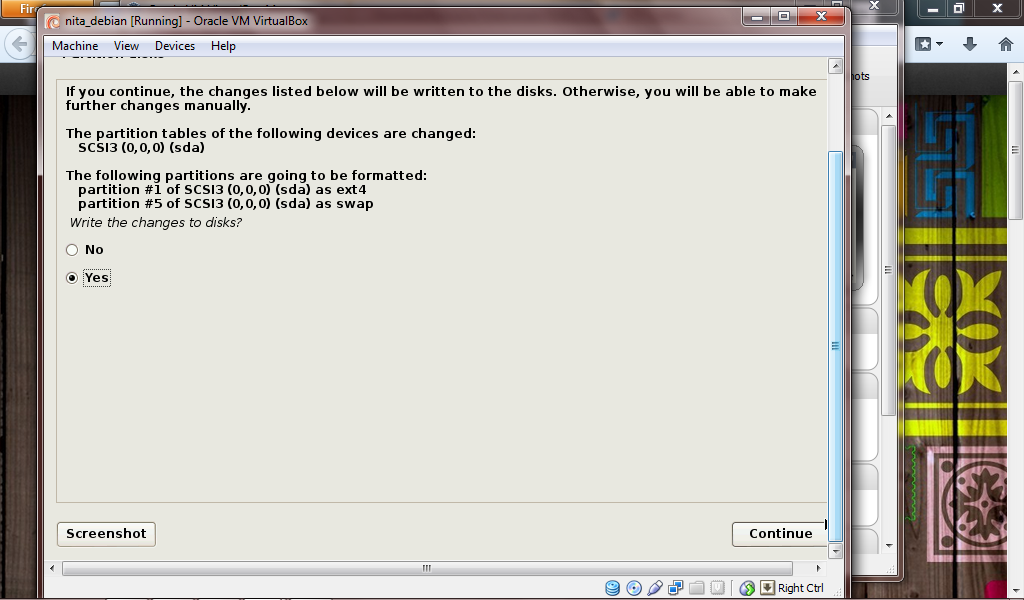 Fir
nita_debian [Running] - Oracle VM VirtualBox
Machine View Devices Help
If you continue, the changes listed below will be written to the disks. Otherwise, you will be able to make
further changes manually.
The partition tables of the following devices are changed:
SCSI3 (0,0,0) (sda)
The following partitions are going to be formatted:
partition #1 of SCSI3 (0,0,0) (sda) as ext4
partition #5 of SCSI3 (0,0,0) (sda) as swap
Write the changes to disks?
No
Yes
Screenshot
Continue
Right Ctrl